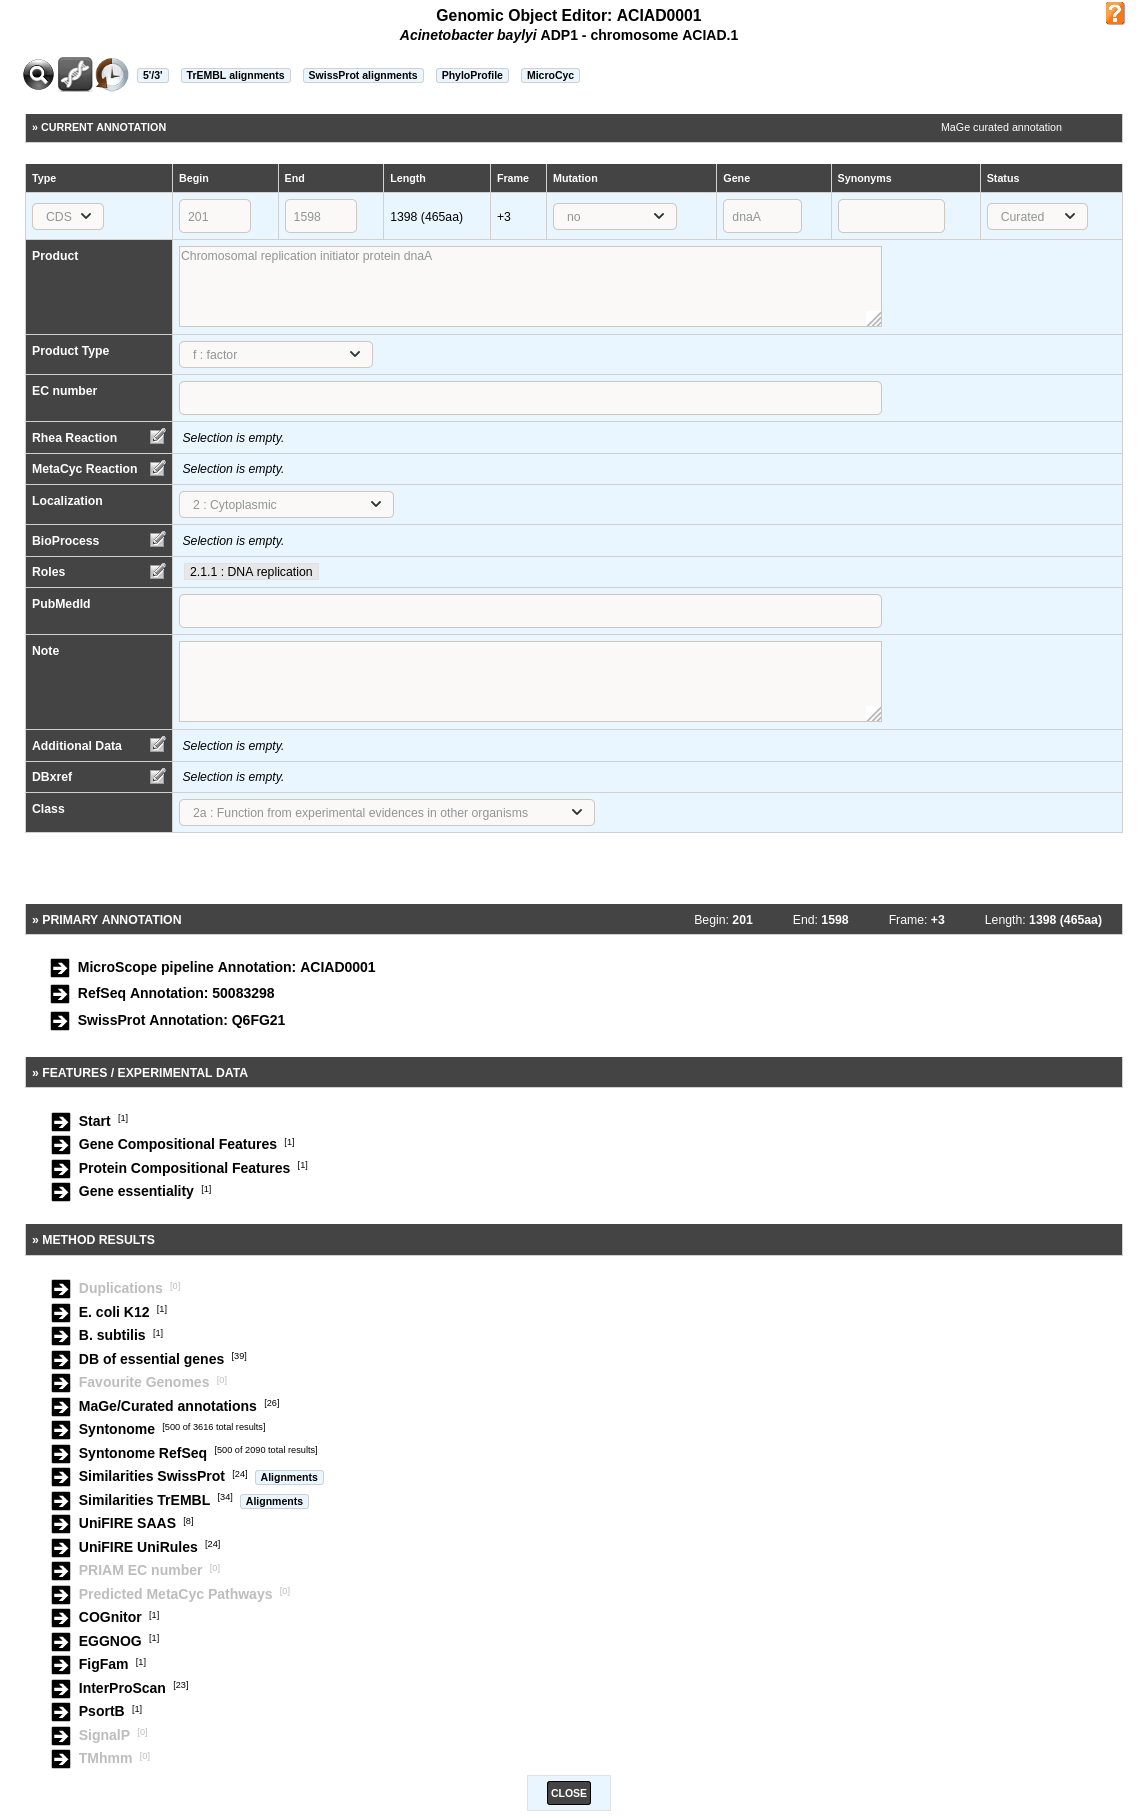 Genomic Object Editor: ACIAD0001
Acinetobacter baylyi ADP1 - chromosome ACIAD.1
?
5'/3' TrEMBL alignments SwissProt alignments PhyloProfile MicroCyc
» CURRENT ANNOTATION MaGe curated annotation
Type Begin End Length Frame Mutation Gene Synonyms Status
CDS 201 1598 1398 (465aa) +3 no dnaA Curated
Product Chromosomal replication initiator protein dnaA
Product Type f : factor
EC number
Rhea Reaction Selection is empty.
MetaCyc Reaction Selection is empty.
Localization 2 : Cytoplasmic
BioProcess Selection is empty.
Roles 2.1.1 : DNA replication
PubMedId
Note
Additional Data Selection is empty.
DBxref Selection is empty.
Class 2a : Function from experimental evidences in other organisms
» PRIMARY ANNOTATION Begin: 201 End: 1598 Frame: +3 Length: 1398 (465aa)
MicroScope pipeline Annotation: ACIAD0001
RefSeq Annotation: 50083298
SwissProt Annotation: Q6FG21
» FEATURES / EXPERIMENTAL DATA
Start [1]
Gene Compositional Features [1]
Protein Compositional Features [1]
Gene essentiality [1]
» METHOD RESULTS
Duplications [0]
E. coli K12 [1]
B. subtilis [1]
DB of essential genes [39]
Favourite Genomes [0]
MaGe/Curated annotations [26]
Syntonome [500 of 3616 total results]
Syntonome RefSeq [500 of 2090 total results]
Similarities SwissProt [24] Alignments
Similarities TrEMBL [34] Alignments
UniFIRE SAAS [8]
UniFIRE UniRules [24]
PRIAM EC number [0]
Predicted MetaCyc Pathways [0]
COGnitor [1]
EGGNOG [1]
FigFam [1]
InterProScan [23]
PsortB [1]
SignalP [0]
TMhmm [0]
CLOSE